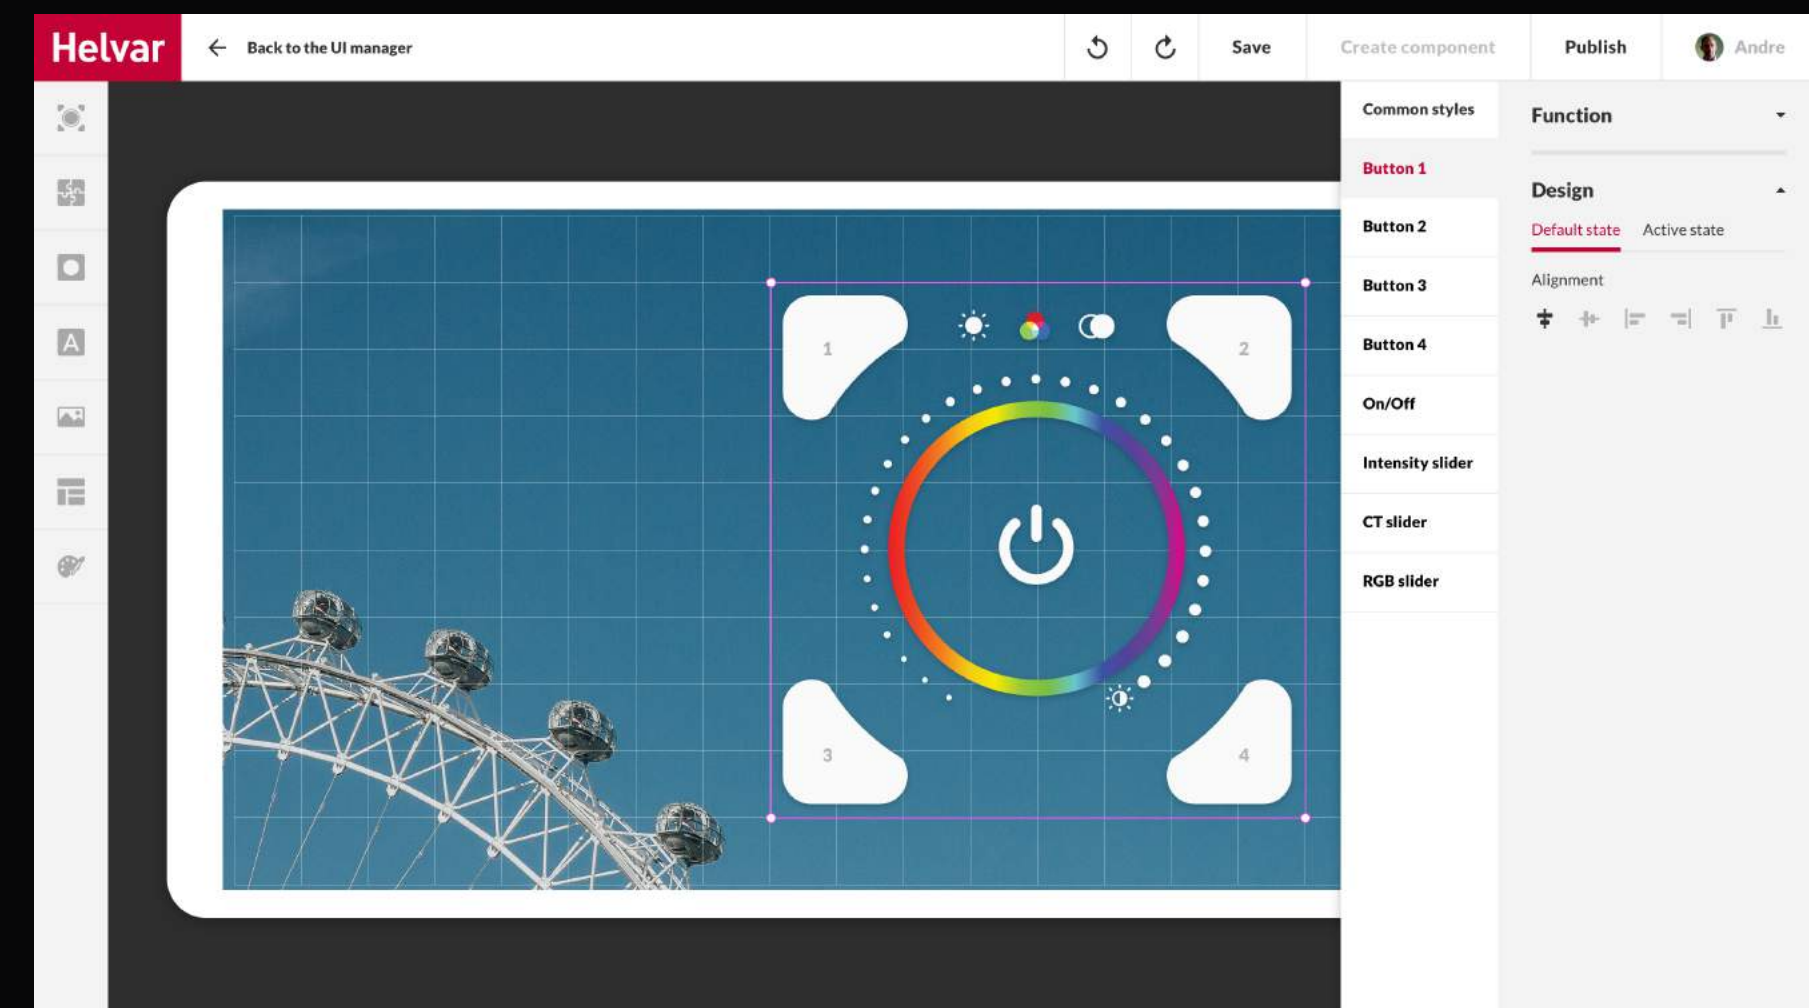 Helvar
Back to the UI manager
Save
Create component
Publish
Andre
A
1
2
3
4
Common styles
Button 1
Button 2
Button 3
Button 4
On/Off
Intensity slider
CT slider
RGB slider
Function
Design
Default state Active state
Alignment